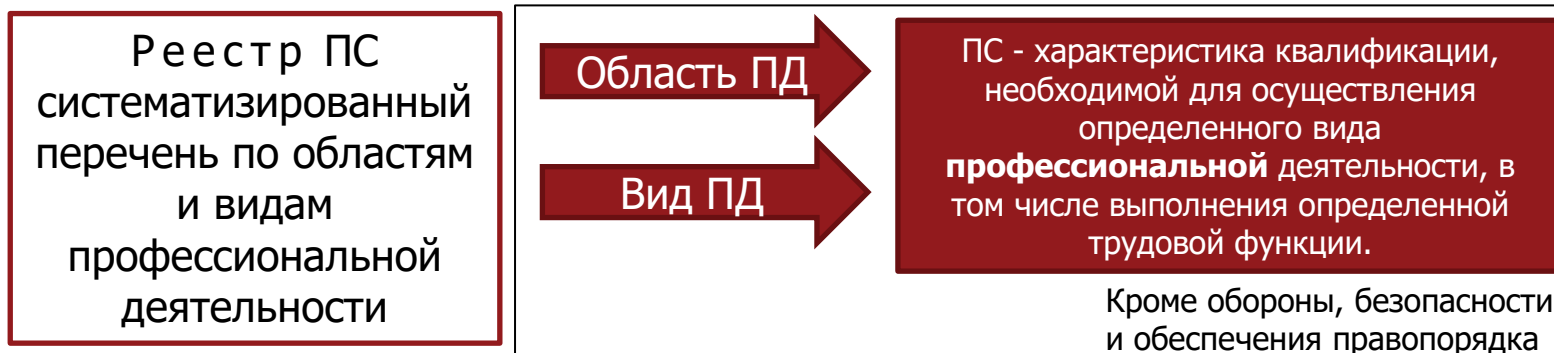 Реестр ПС
систематизированный
перечень по областям
и видам
профессиональной
деятельности
Область ПД
Вид ПД
ПС - характеристика квалификации,
необходимой для осуществления
определенного вида
профессиональной деятельности, в
том числе выполнения определенной
трудовой функции.
Кроме обороны, безопасности
и обеспечения правопорядка